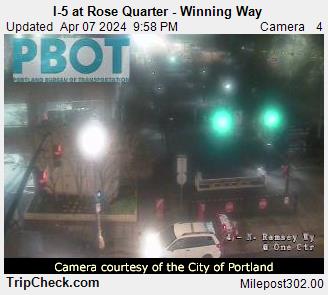 I-5 at Rose Quarter - Winning Way
Updated Apr 07 2024 9:58 PM Camera 4
PBOT
PORTLAND BUREAU OF TRANSPORTATION
4 - N. Ramsey Wy
@ One Ctr
Camera courtesy of the City of Portland
TripCheck.com Milepost302.00